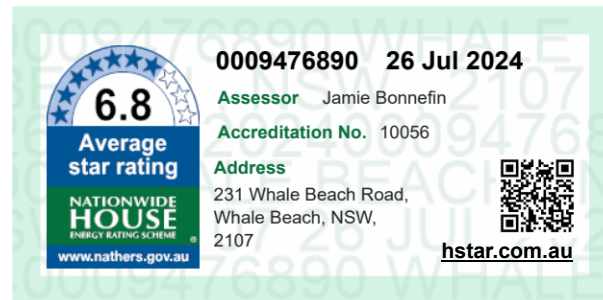 0009476890 26 Jul 2024
6.8
Average
star rating
NATIONWIDE
HOUSE
ENERGY RATING SCHEME
®
www.nathers.gov.au
Assessor Jamie Bonnefin
Accreditation No. 10056
Address
231 Whale Beach Road,
Whale Beach, NSW,
2107
hstar.com.au